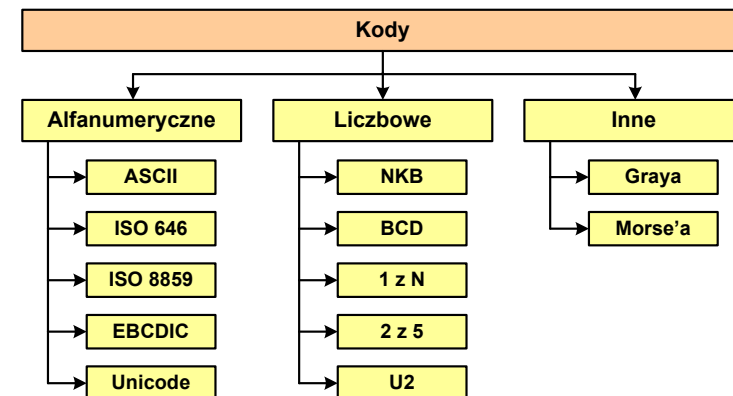 Kody
Alfanumeryczne
Liczbowe
Inne
ASCII
NKB
Graya
ISO 646
BCD
Morse’a
ISO 8859
1 z N
EBCDIC
2 z 5
Unicode
U2